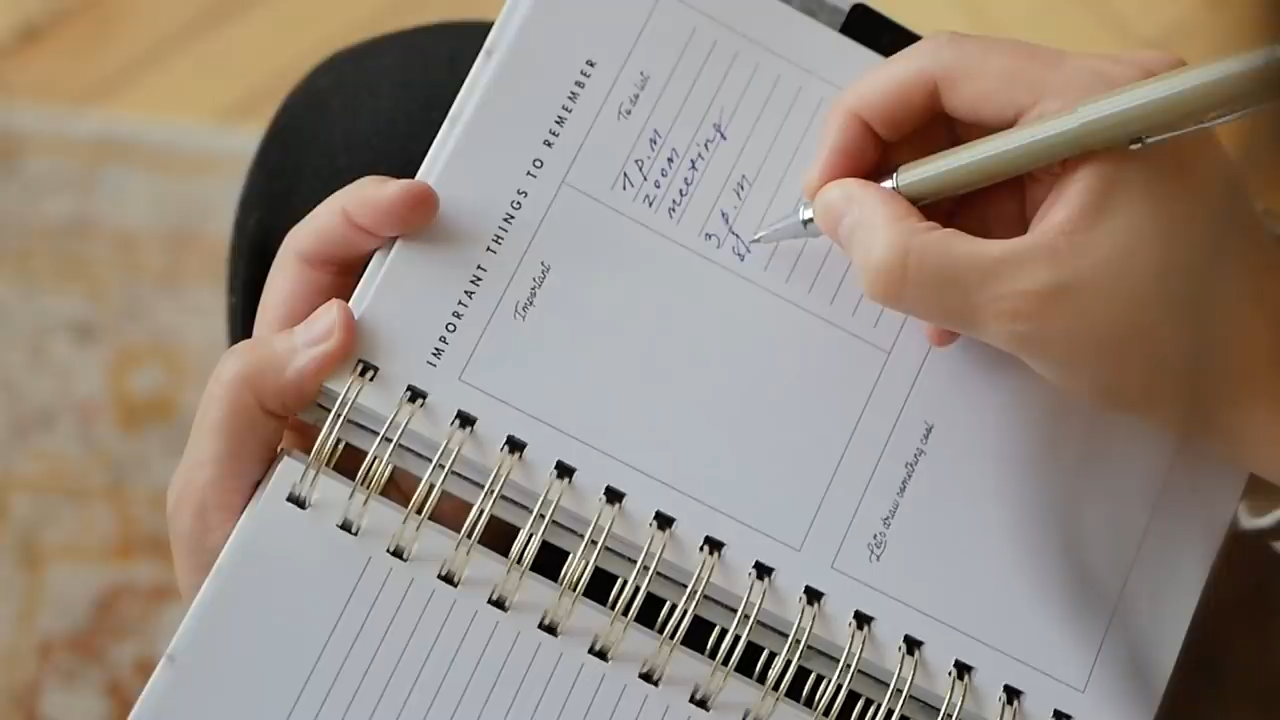 IMPORTANT THINGS TO REMEMBER
To do list
1 p.m
zoom
meeting
3 p.m
Important
Let's draw something cool